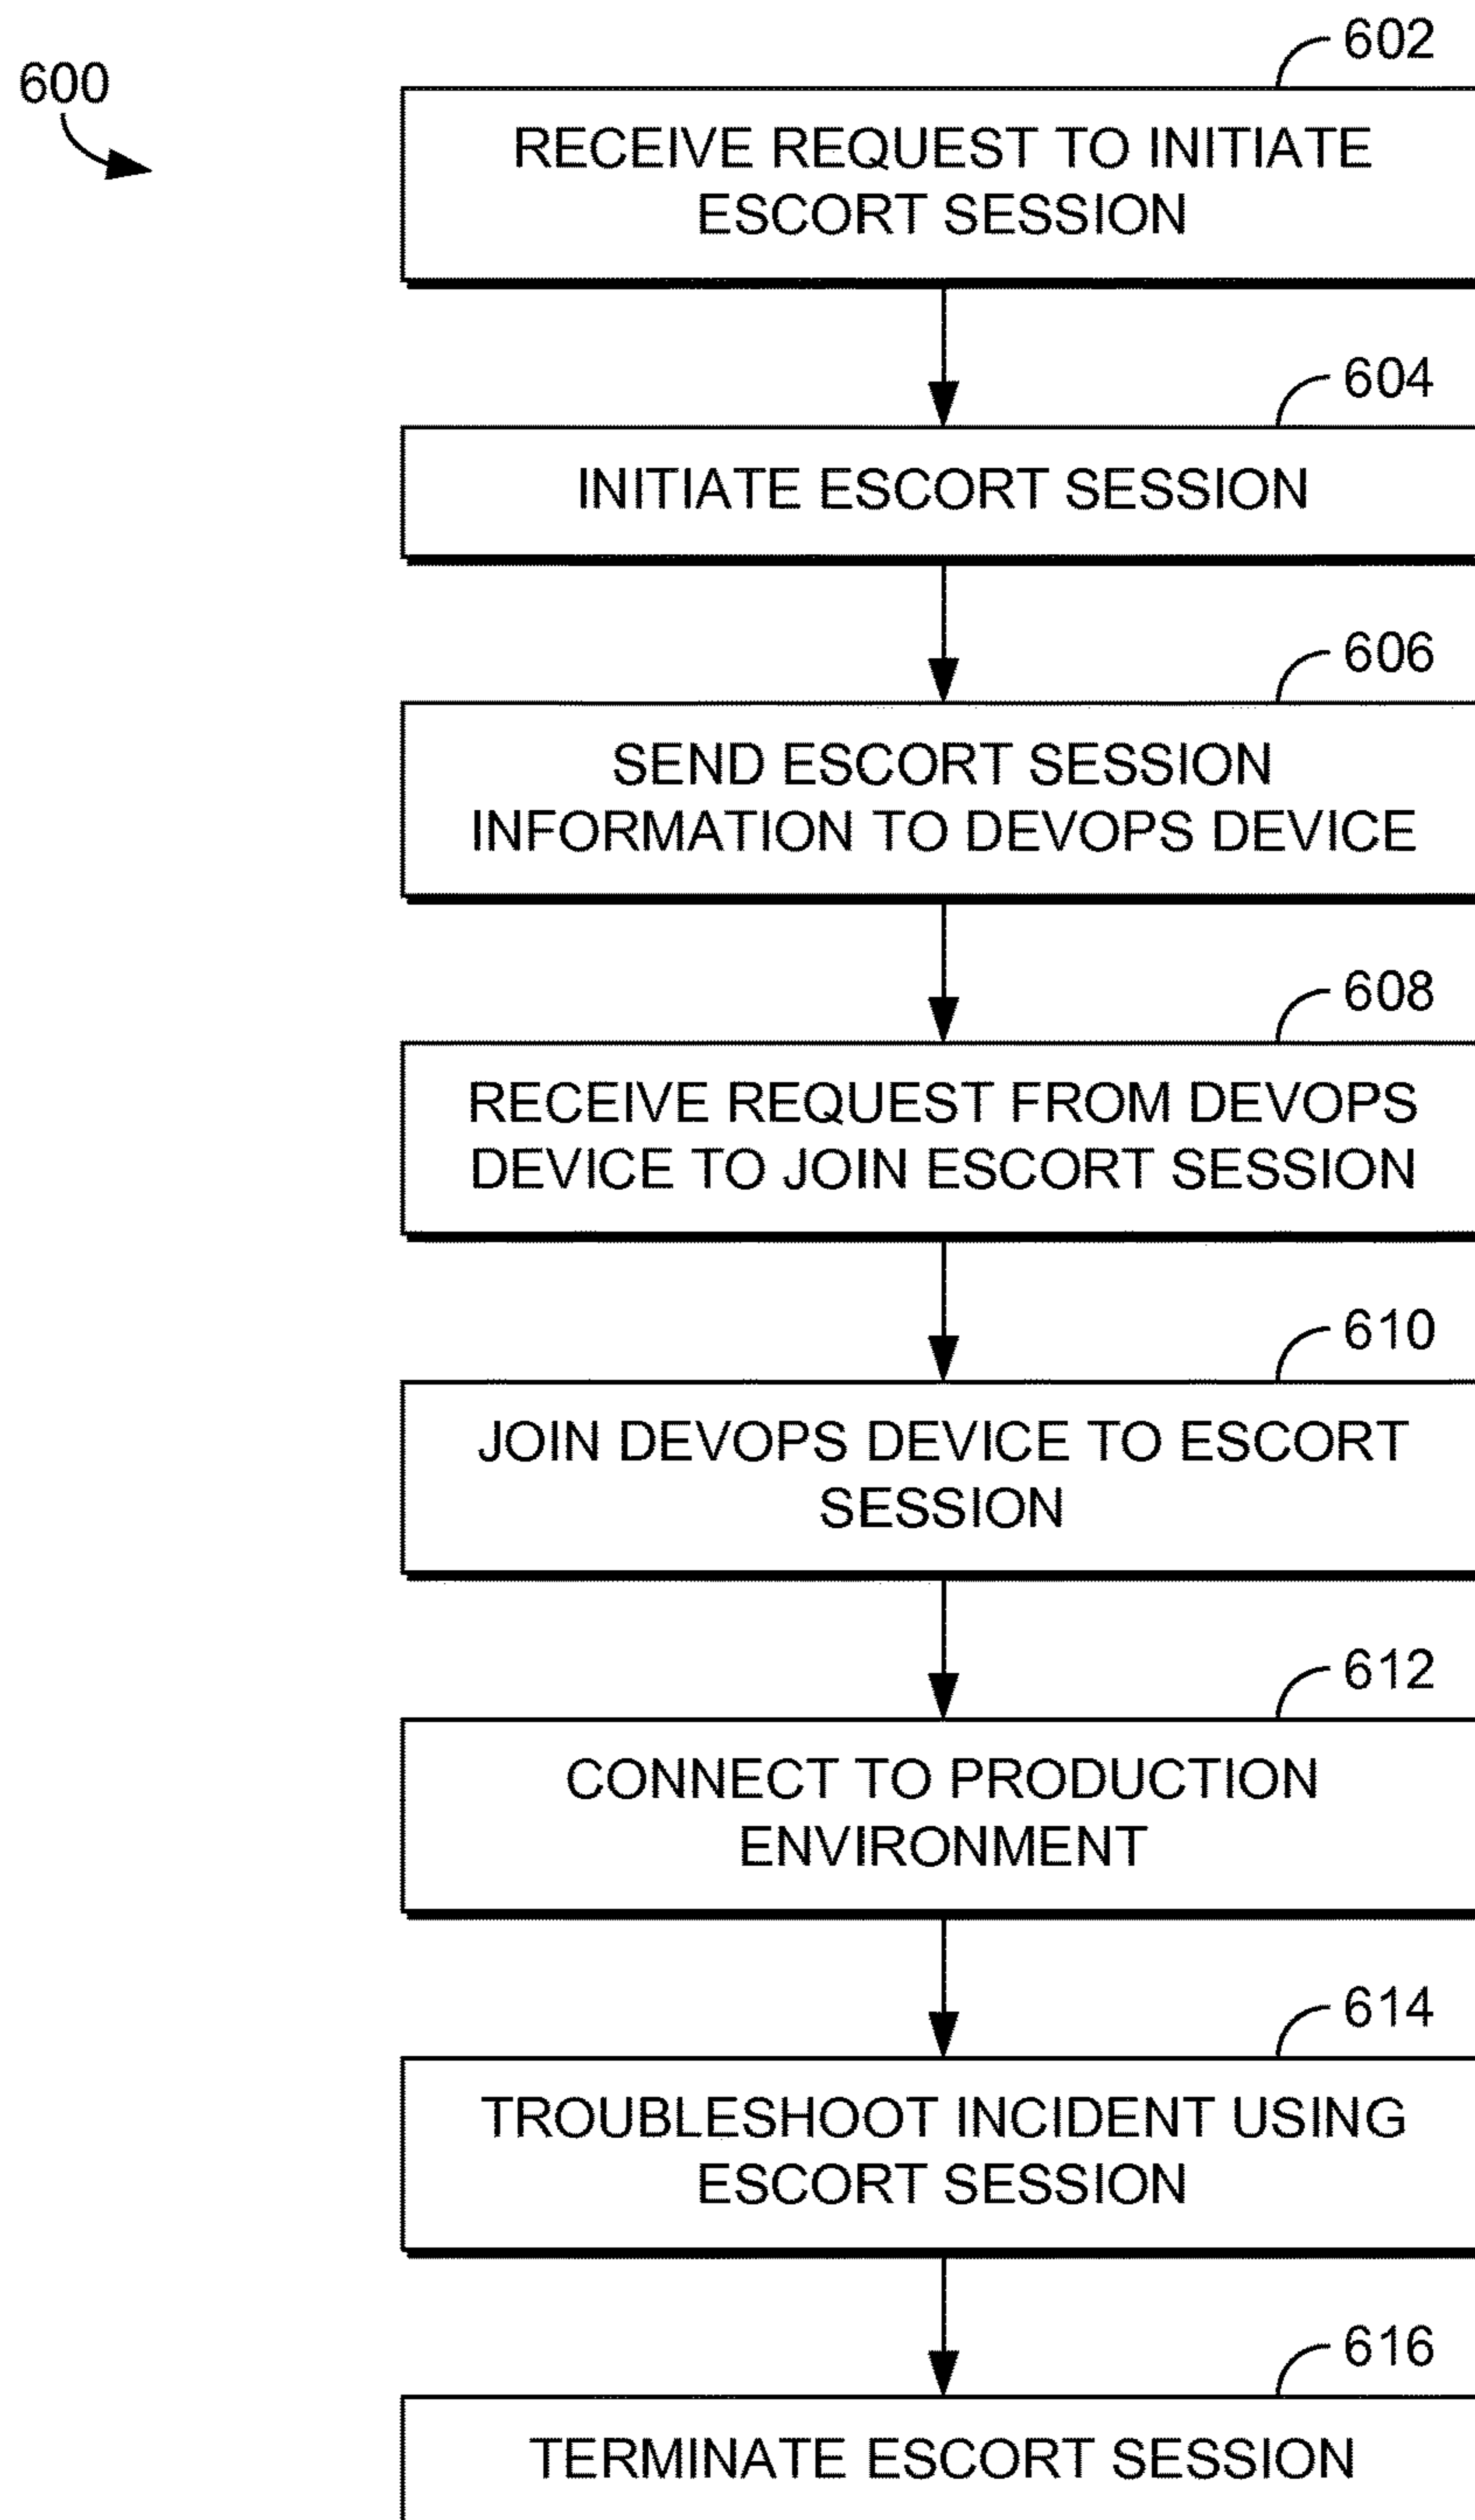 600
602
RECEIVE REQUEST TO INITIATE
ESCORT SESSION
604
INITIATE ESCORT SESSION
606
SEND ESCORT SESSION
INFORMATION TO DEVOPS DEVICE
608
RECEIVE REQUEST FROM DEVOPS
DEVICE TO JOIN ESCORT SESSION
610
JOIN DEVOPS DEVICE TO ESCORT
SESSION
612
CONNECT TO PRODUCTION
ENVIRONMENT
614
TROUBLESHOOT INCIDENT USING
ESCORT SESSION
616
TERMINATE ESCORT SESSION